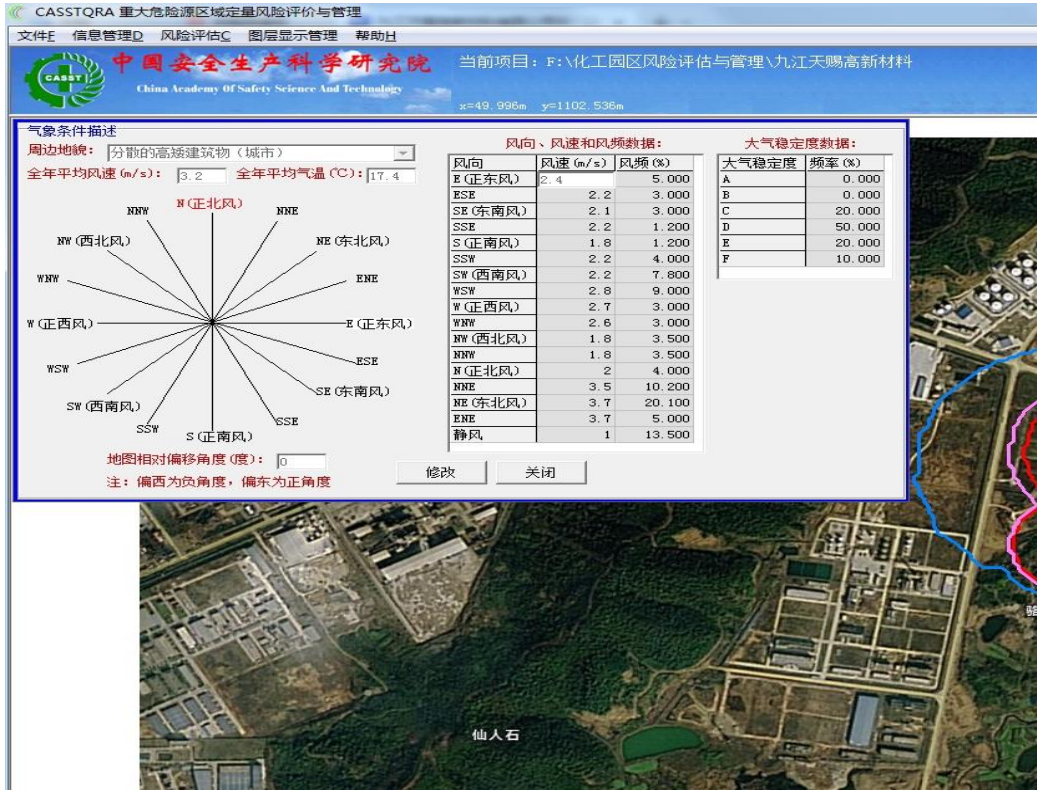 CASSTQRA 重大危险源区域定量风险评价与管理
文件F 信息管理D 风险评估C 图层显示管理 帮助H
CASST
中国安全生产科学研究院
China Academy Of Safety Science And Technology
当前项目：F:\化工园区风险评估与管理\九江天赐高新材料
x=49.996m y=1102.536m
气象条件描述
周边地貌： 分散的高矮建筑物（城市）
全年平均风速(m/s)： 3.2 全年平均气温(℃)： 17.4
N(正北风)
NNW NNE
NW(西北风) NE(东北风)
WNW ENE
W(正西风) E(正东风)
WSW ESE
SW(西南风) SE(东南风)
SSW SSE
S(正南风)
地图相对偏移角度(度)： 0
注：偏西为负角度，偏东为正角度
风向、风速和风频数据：
风向 风速(m/s) 风频(%)
E(正东风) 2.4 5.000
ESE 2.2 3.000
SE(东南风) 2.1 3.000
SSE 2.2 1.200
S(正南风) 1.8 1.200
SSW 2.2 4.000
SW(西南风) 2.2 7.800
WSW 2.8 9.000
W(正西风) 2.7 3.000
WNW 2.6 3.000
NW(西北风) 1.8 3.500
NNW 1.8 3.500
N(正北风) 2 4.000
NNE 3.5 10.200
NE(东北风) 3.7 20.100
ENE 3.7 5.000
静风 1 13.500
大气稳定度数据：
大气稳定度 频率(%)
A 0.000
B 0.000
C 20.000
D 50.000
E 20.000
F 10.000
修改 关闭
骆
仙人石